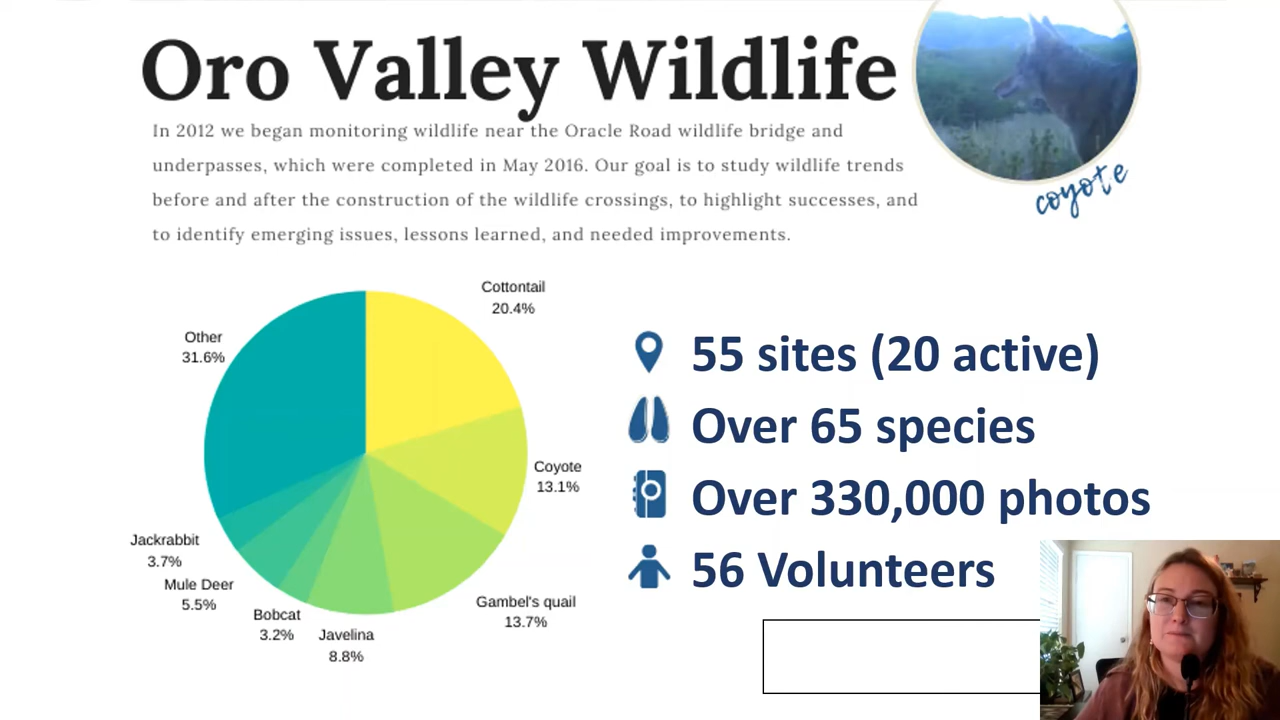 Oro Valley Wildlife
In 2012 we began monitoring wildlife near the Oracle Road wildlife bridge and
underpasses, which were completed in May 2016. Our goal is to study wildlife trends
before and after the construction of the wildlife crossings, to highlight successes, and
to identify emerging issues, lessons learned, and needed improvements.
coyote
Cottontail
20.4%
Other
31.6%
Coyote
13.1%
Jackrabbit
3.7%
Mule Deer
5.5%
Bobcat
3.2%
Javelina
8.8%
Gambel's quail
13.7%
55 sites (20 active)
Over 65 species
Over 330,000 photos
56 Volunteers